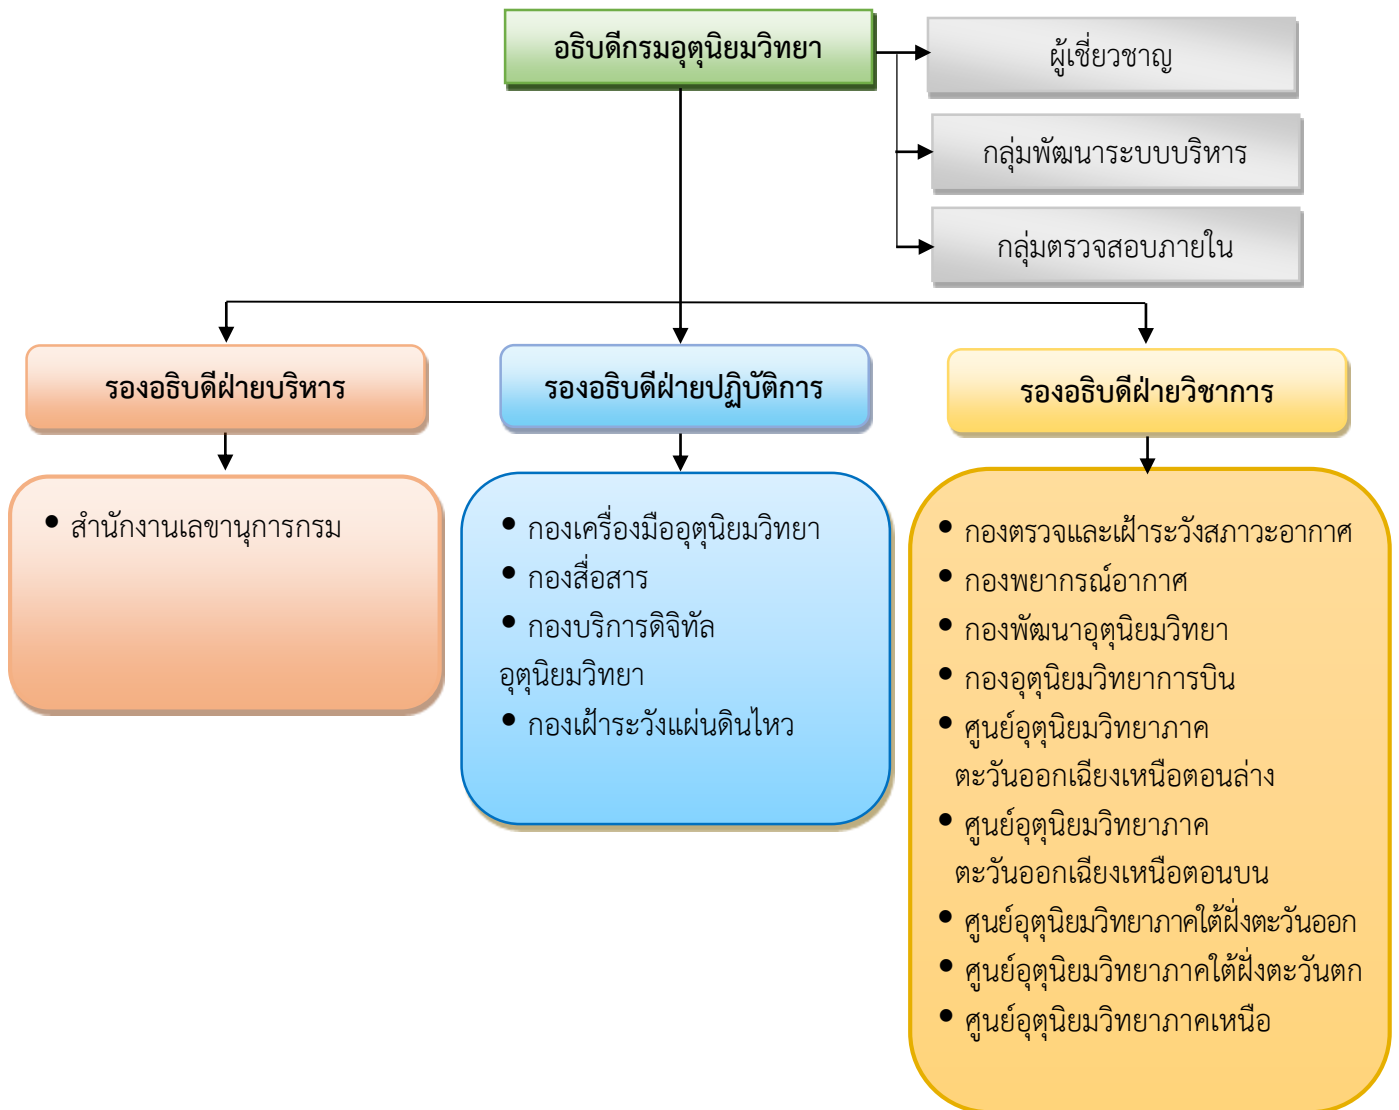 อธิบดีกรมอุตุนิยมวิทยา
ผู้เชี่ยวชาญ
กลุ่มพัฒนาระบบบริหาร
กลุ่มตรวจสอบภายใน
รองอธิบดีฝ่ายบริหาร
• สำนักงานเลขานุการกรม
รองอธิบดีฝ่ายปฏิบัติการ
• กองเครื่องมืออุตุนิยมวิทยา
• กองสื่อสาร
• กองบริการดิจิทัล
อุตุนิยมวิทยา
• กองเฝ้าระวังแผ่นดินไหว
รองอธิบดีฝ่ายวิชาการ
• กองตรวจและเฝ้าระวังสภาวะอากาศ
• กองพยากรณ์อากาศ
• กองพัฒนาอุตุนิยมวิทยา
• กองอุตุนิยมวิทยาการบิน
• ศูนย์อุตุนิยมวิทยาภาค
ตะวันออกเฉียงเหนือตอนล่าง
• ศูนย์อุตุนิยมวิทยาภาค
ตะวันออกเฉียงเหนือตอนบน
• ศูนย์อุตุนิยมวิทยาภาคใต้ฝั่งตะวันออก
• ศูนย์อุตุนิยมวิทยาภาคใต้ฝั่งตะวันตก
• ศูนย์อุตุนิยมวิทยาภาคเหนือ